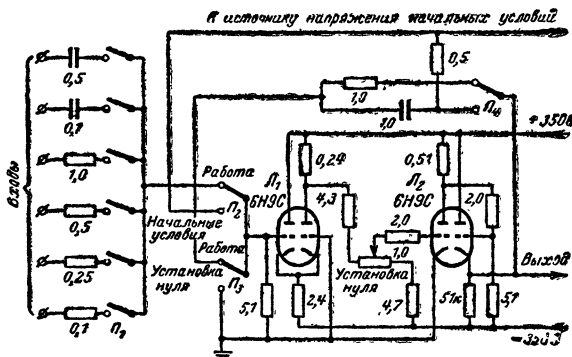 К источнику напряжения начальных условий
0,5
0,5
1,0
П4
0,1
1,0
+350в
1,0
Входы
Работа
0,24
0,51
Л1
6Н9С
4,3
Л2
6Н9С
2,0
П2
Начальные
условия
2,0
0,5
Работа
1,0
Установка
нуля
Выход
0,25
Установка
нуля
П3
5,1
2,4
4,7
51к
5,1
0,1
П1